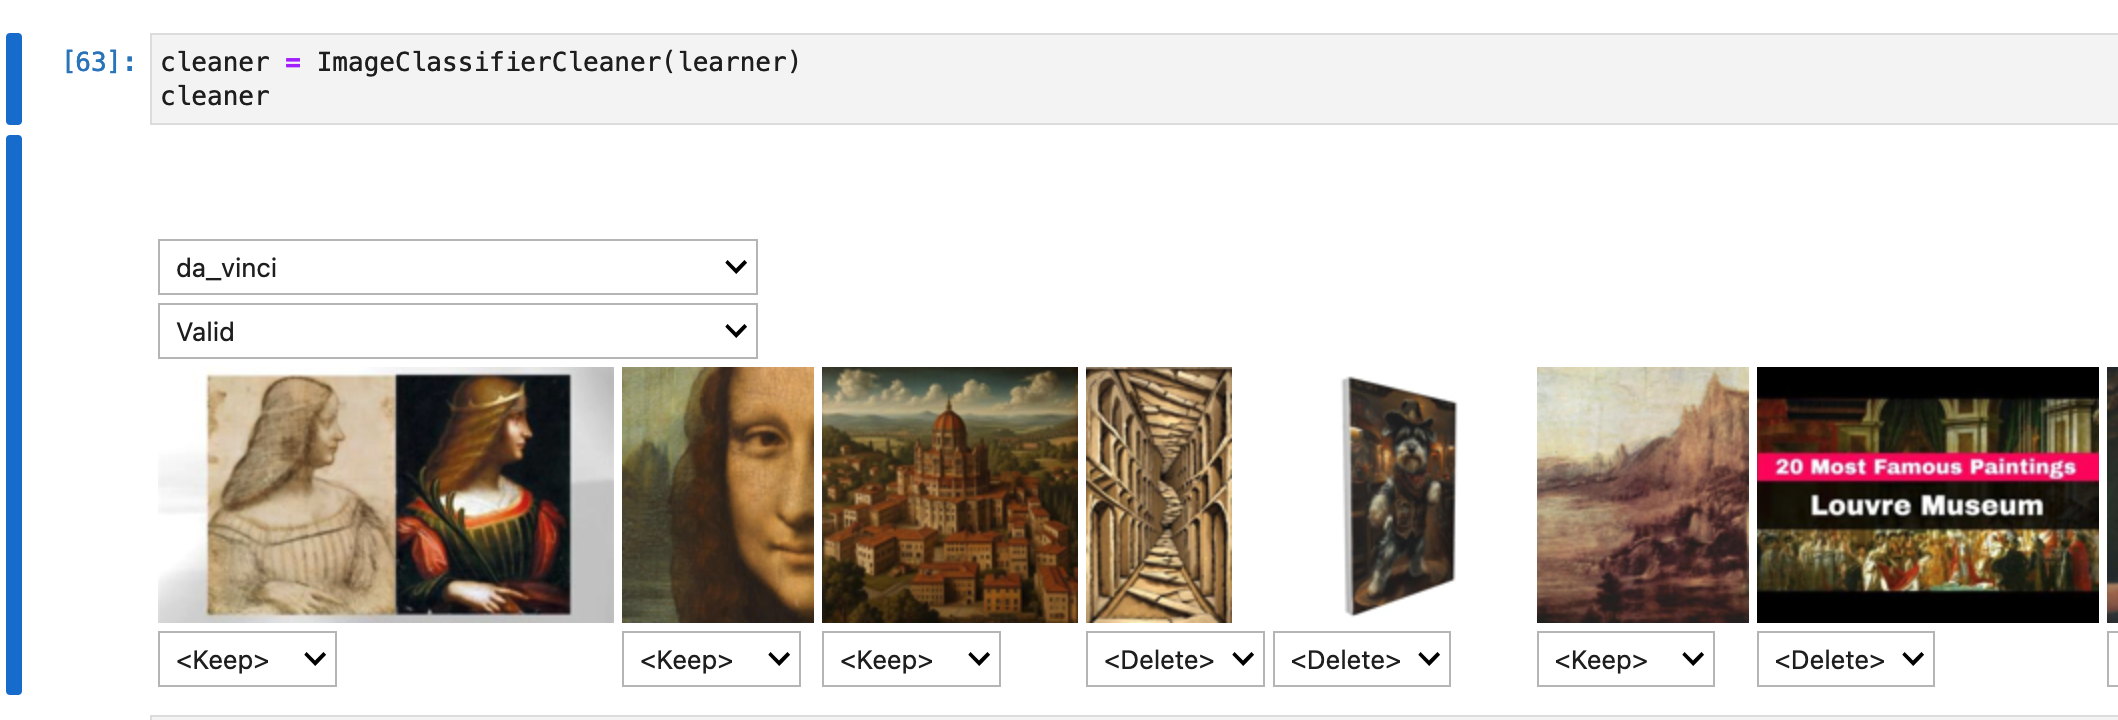 [63]:
cleaner = ImageClassifierCleaner(learner)
cleaner
da_vinci
Valid
20 Most Famous Paintings
Louvre Museum
<Keep>
<Keep>
<Keep>
<Delete>
<Delete>
<Keep>
<Delete>